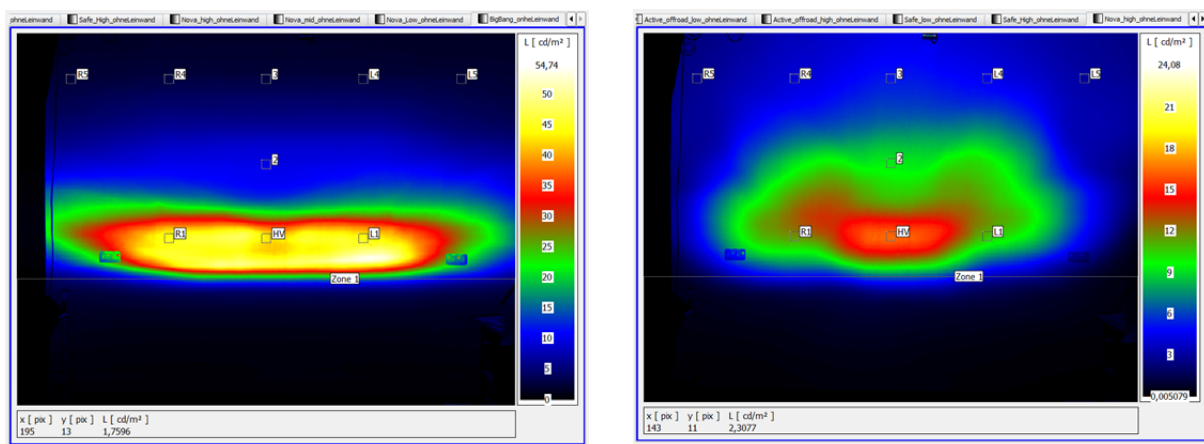 ohneLeinwand Safe_High_ohneLeinwand Nova_high_ohneLeinwand Nova_mid_ohneLeinwand Nova_Low_ohneLeinwand BigBang_onheLeinwand
L [ cd/m² ]
54,74
50
45
40
35
30
25
20
15
10
5
0
R5 R4 3 L4 L5
2
R1 HV L1
Zone 1
x [ pix ] y [ pix ] L [ cd/m² ]
195 13 1,7596
Active_offroad_low_ohneLeinwand Active_offroad_high_ohneLeinwand Safe_low_ohneLeinwand Safe_High_ohneLeinwand Nova_high_ohneLeinwand
L [ cd/m² ]
24,08
21
18
15
12
9
6
3
0,005079
R5 R4 3 L4 L5
2
R1 HV L1
Zone 1
x [ pix ] y [ pix ] L [ cd/m² ]
143 11 2,3077